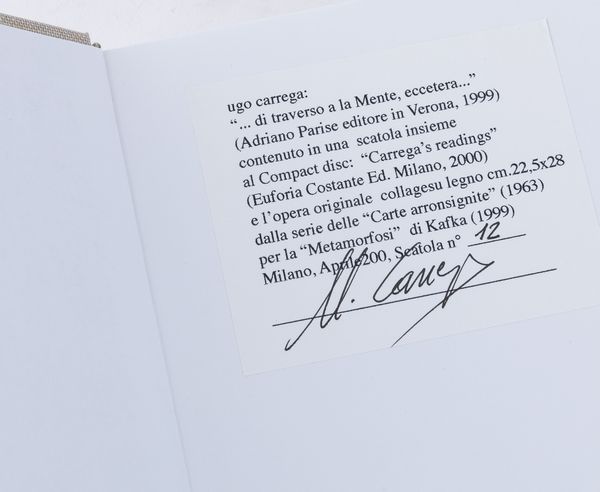 ugo carrega:
“... di traverso a la Mente, eccetera...”
(Adriano Parise editore in Verona, 1999)
contenuto in una scatola insieme
al Compact disc: “Carrega's readings”
(Euforia Costante Ed. Milano, 2000)
e l'opera originale collagesu legno cm.22,5x28
dalla serie delle “Carte arronsignite” (1963)
per la “Metamorfosi” di Kafka (1999)
Milano, Aprile200, Scatola n° 12
U. Carrega